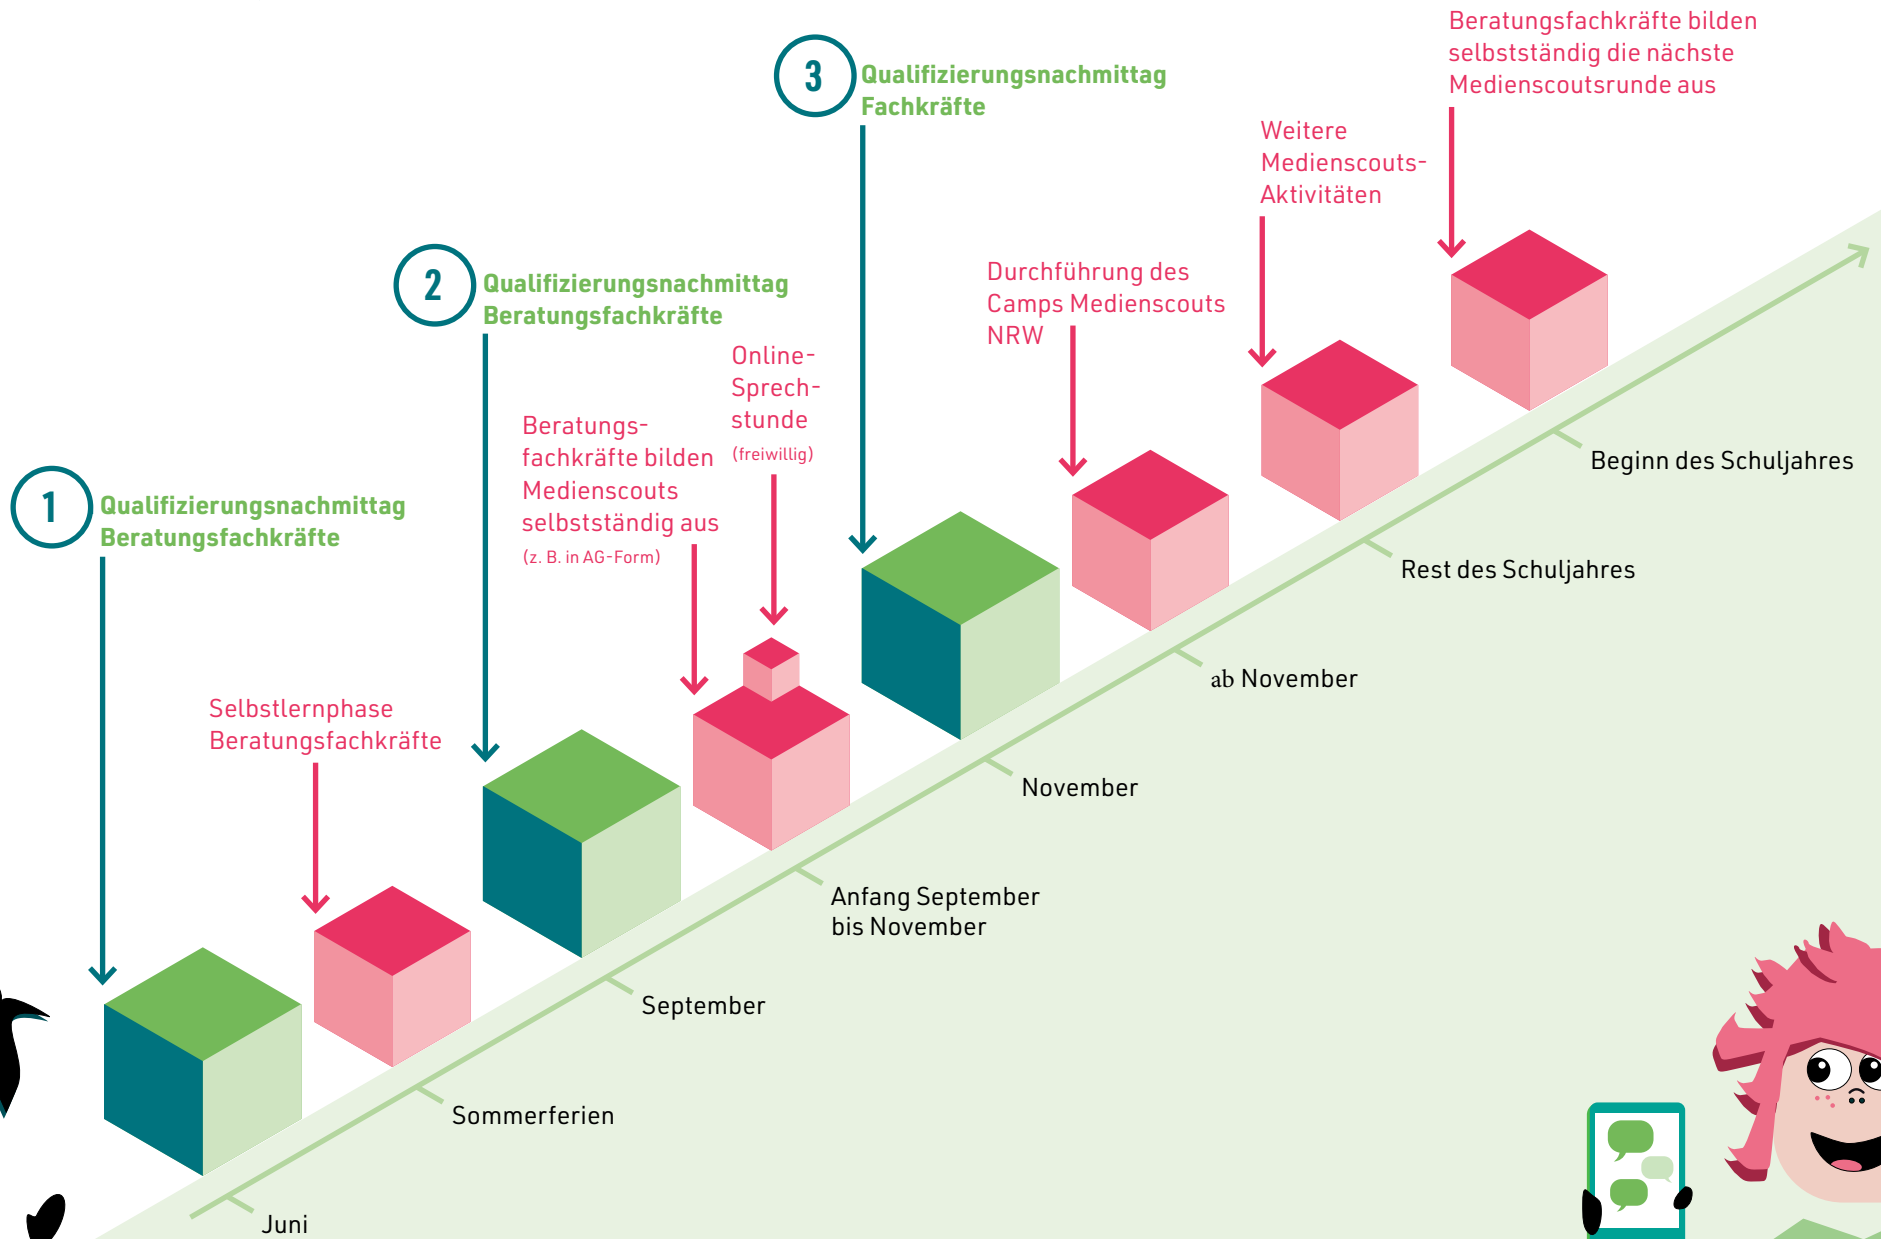 1
Qualifizierungsnachmittag
Beratungsfachkräfte
Selbstlernphase
Beratungsfachkräfte
2
Qualifizierungsnachmittag
Beratungsfachkräfte
Beratungs-
fachkräfte bilden
Medienscouts
selbstständig aus
(z. B. in AG-Form)
Online-
Sprech-
stunde
(freiwillig)
3
Qualifizierungsnachmittag
Fachkräfte
Durchführung des
Camps Medienscouts
NRW
Weitere
Medienscouts-
Aktivitäten
Beratungsfachkräfte bilden
selbstständig die nächste
Medienscoutsrunde aus
Juni
Sommerferien
September
Anfang September
bis November
November
ab November
Rest des Schuljahres
Beginn des Schuljahres